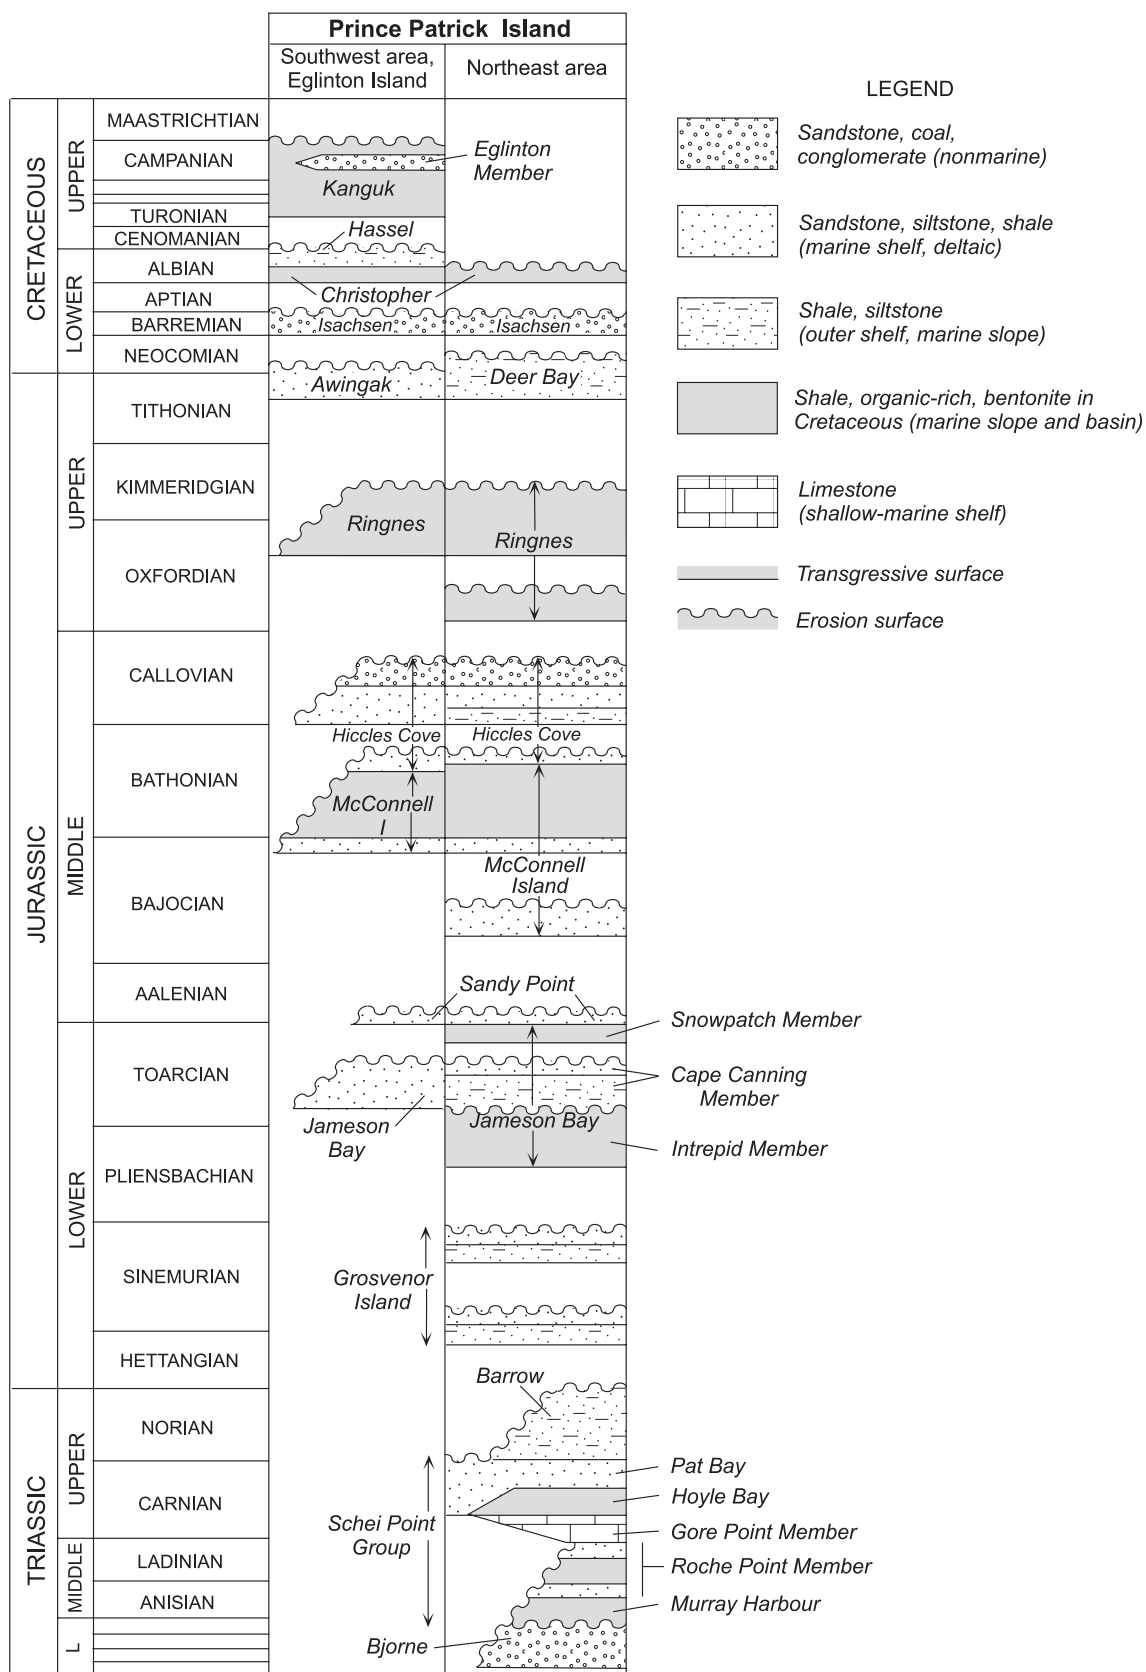 Prince Patrick Island
Southwest area,
Eglinton Island
Northeast area
CRETACEOUS
UPPER
MAASTRICHTIAN
CAMPANIAN
TURONIAN
CENOMANIAN
LOWER
ALBIAN
APTIAN
BARREMIAN
NEOCOMIAN
JURASSIC
UPPER
TITHONIAN
KIMMERIDGIAN
OXFORDIAN
MIDDLE
CALLOVIAN
BATHONIAN
BAJOCIAN
AALENIAN
LOWER
TOARCIAN
PLIENSBACHIAN
SINEMURIAN
HETTANGIAN
TRIASSIC
UPPER
NORIAN
CARNIAN
MIDDLE
LADINIAN
ANISIAN
L
Eglinton
Member
Kanguk
Hassel
Christopher
Isachsen
Isachsen
Awingak
Deer Bay
Ringnes
Ringnes
Hiccles Cove
Hiccles Cove
McConnell
I
McConnell
Island
Sandy Point
Snowpatch Member
Cape Canning
Member
Jameson
Bay
Jameson Bay
Intrepid Member
Grosvenor
Island
Barrow
Pat Bay
Hoyle Bay
Schei Point
Group
Gore Point Member
Roche Point Member
Murray Harbour
Bjorne
LEGEND
Sandstone, coal,
conglomerate (nonmarine)
Sandstone, siltstone, shale
(marine shelf, deltaic)
Shale, siltstone
(outer shelf, marine slope)
Shale, organic-rich, bentonite in
Cretaceous (marine slope and basin)
Limestone
(shallow-marine shelf)
Transgressive surface
Erosion surface